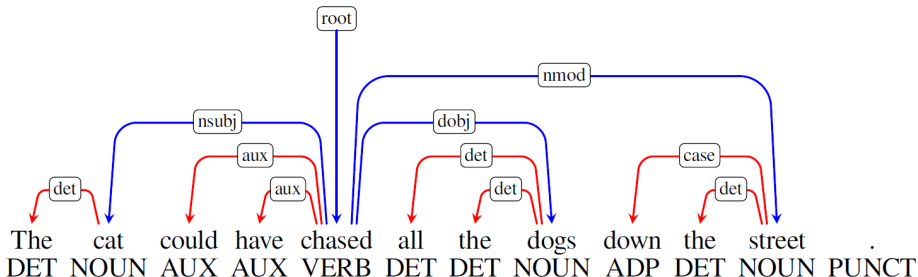 root
nmod
nsubj dobj
aux det case
det aux det det
The cat could have chased all the dogs down the street .
DET NOUN AUX AUX VERB DET DET NOUN ADP DET NOUN PUNCT